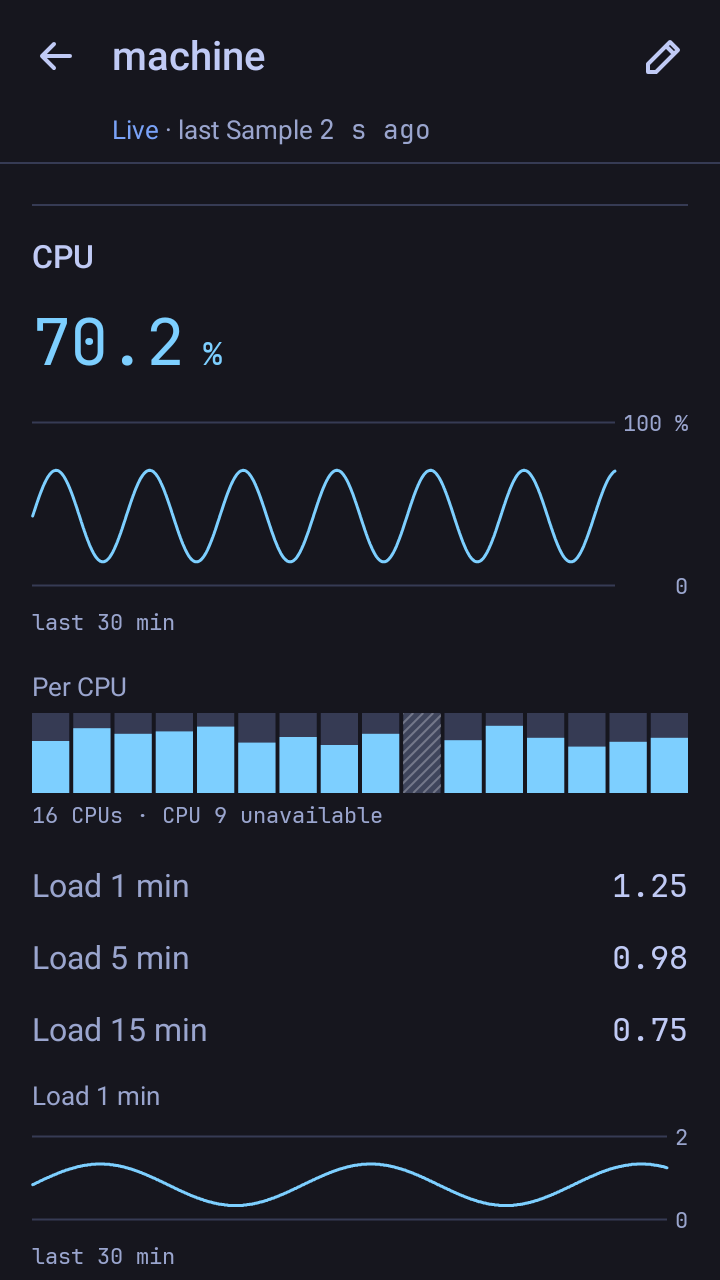 machine
Live · last Sample 2 s ago
CPU
70.2 %
100 %
0
last 30 min
Per CPU
16 CPUs · CPU 9 unavailable
Load 1 min 1.25
Load 5 min 0.98
Load 15 min 0.75
Load 1 min
2
0
last 30 min